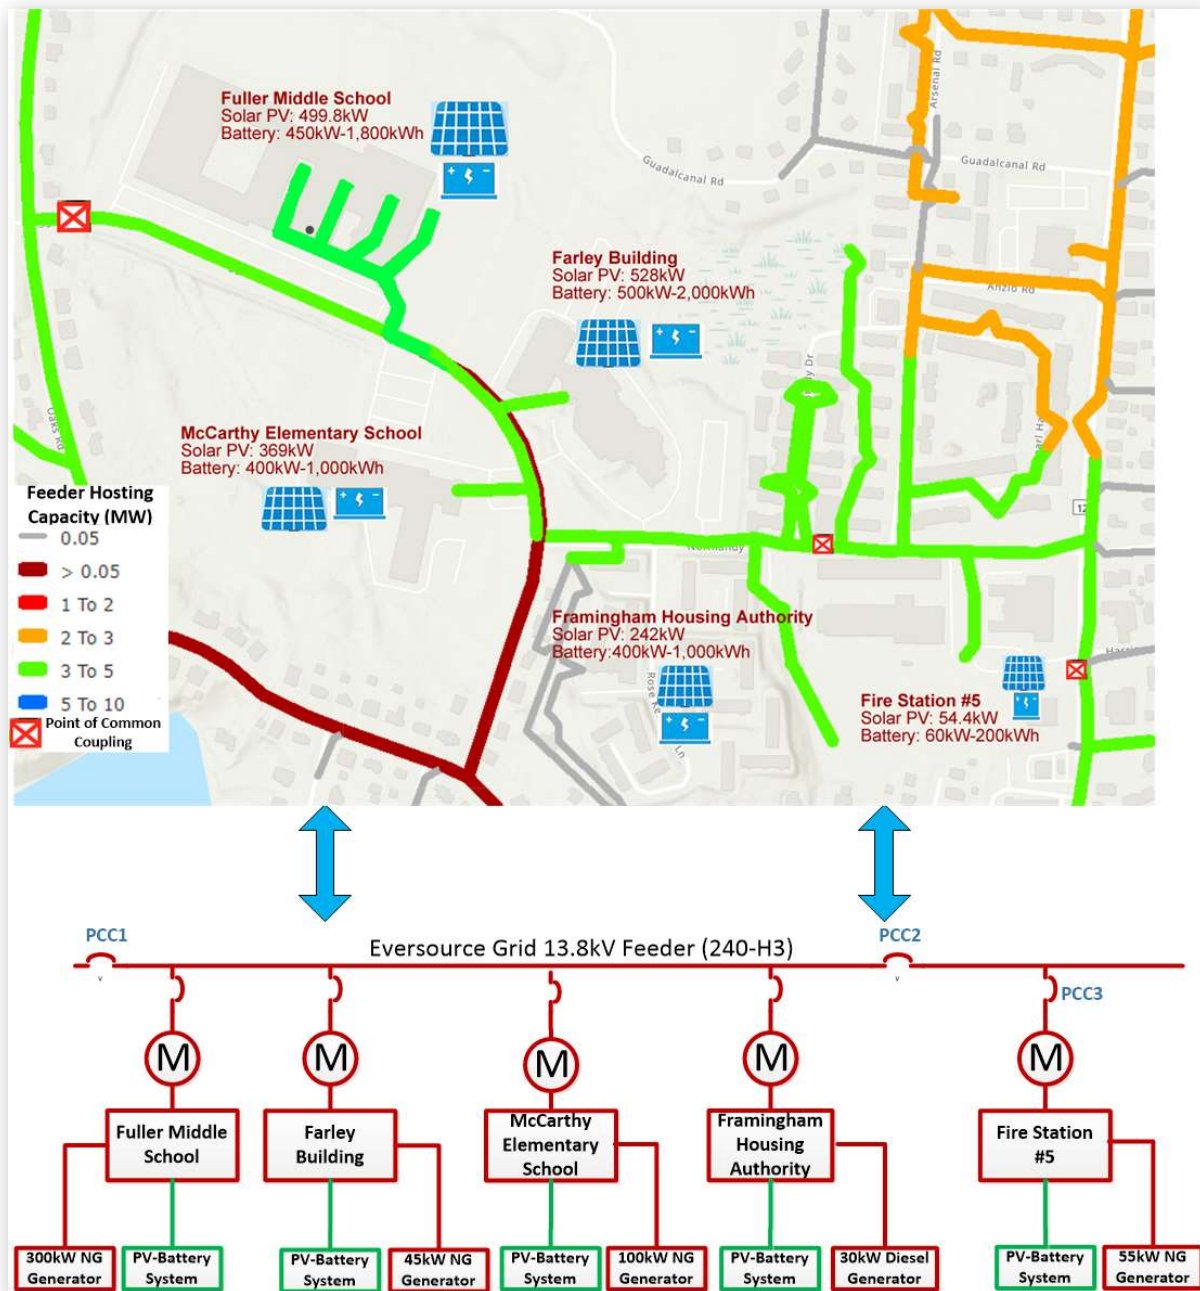 Fuller Middle School
Solar PV: 499.8kW
Battery: 450kW-1,800kWh
Arsenal Rd
Guadalcanal Rd
Guadalcanal Rd
Farley Building
Solar PV: 528kW
Battery: 500kW-2,000kWh
Anzio Rd
Oaks Rd
McCarthy Elementary School
Solar PV: 369kW
Battery: 400kW-1,000kWh
Feeder Hosting
Capacity (MW)
0.05
> 0.05
1 To 2
2 To 3
3 To 5
5 To 10
Point of Common
Coupling
12
Normandy
Framingham Housing Authority
Solar PV: 242kW
Battery:400kW-1,000kWh
Rose
Ln
Fire Station #5
Solar PV: 54.4kW
Battery: 60kW-200kWh
PCC1
Eversource Grid 13.8kV Feeder (240-H3)
PCC2
PCC3
M
M
M
M
M
Fuller Middle
School
Farley
Building
McCarthy
Elementary
School
Framingham
Housing
Authority
Fire Station
#5
300kW NG
Generator
PV-Battery
System
PV-Battery
System
45kW NG
Generator
PV-Battery
System
100kW NG
Generator
PV-Battery
System
30kW Diesel
Generator
PV-Battery
System
55kW NG
Generator